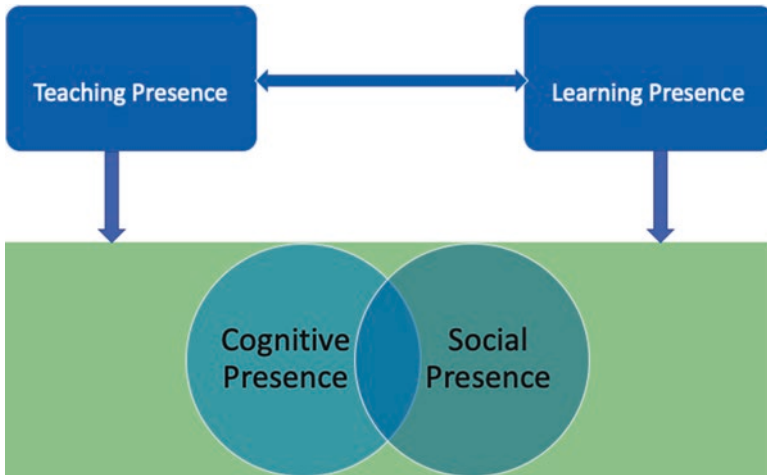 Teaching Presence
Learning Presence
Cognitive
Presence
Social
Presence